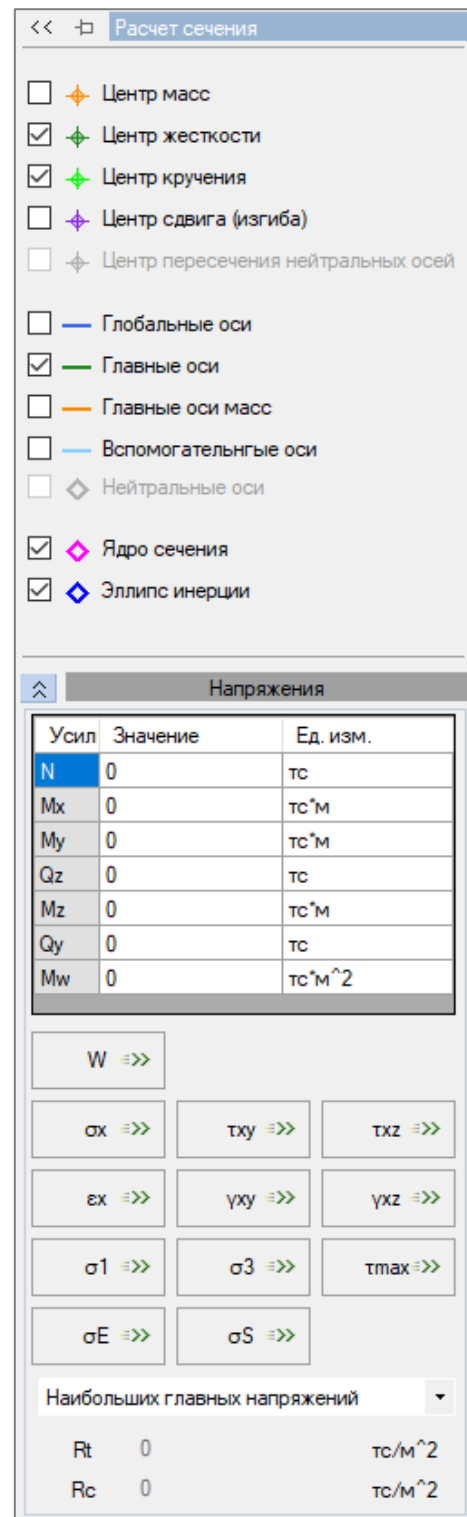 << Расчет сечения
Центр масс
Центр жесткости
Центр кручения
Центр сдвига (изгиба)
Центр пересечения нейтральных осей
Глобальные оси
Главные оси
Главные оси масс
Вспомогательнгые оси
Нейтральные оси
Ядро сечения
Эллипс инерции
Напряжения
Усил Значение Ед. изм.
N 0 тс
Mx 0 тс*м
My 0 тс*м
Qz 0 тс
Mz 0 тс*м
Qy 0 тс
Mw 0 тс*м^2
W
σx τxy τxz
εx γxy γxz
σ1 σ3 τmax
σE σS
Наибольших главных напряжений
Rt 0 тс/м^2
Rc 0 тс/м^2